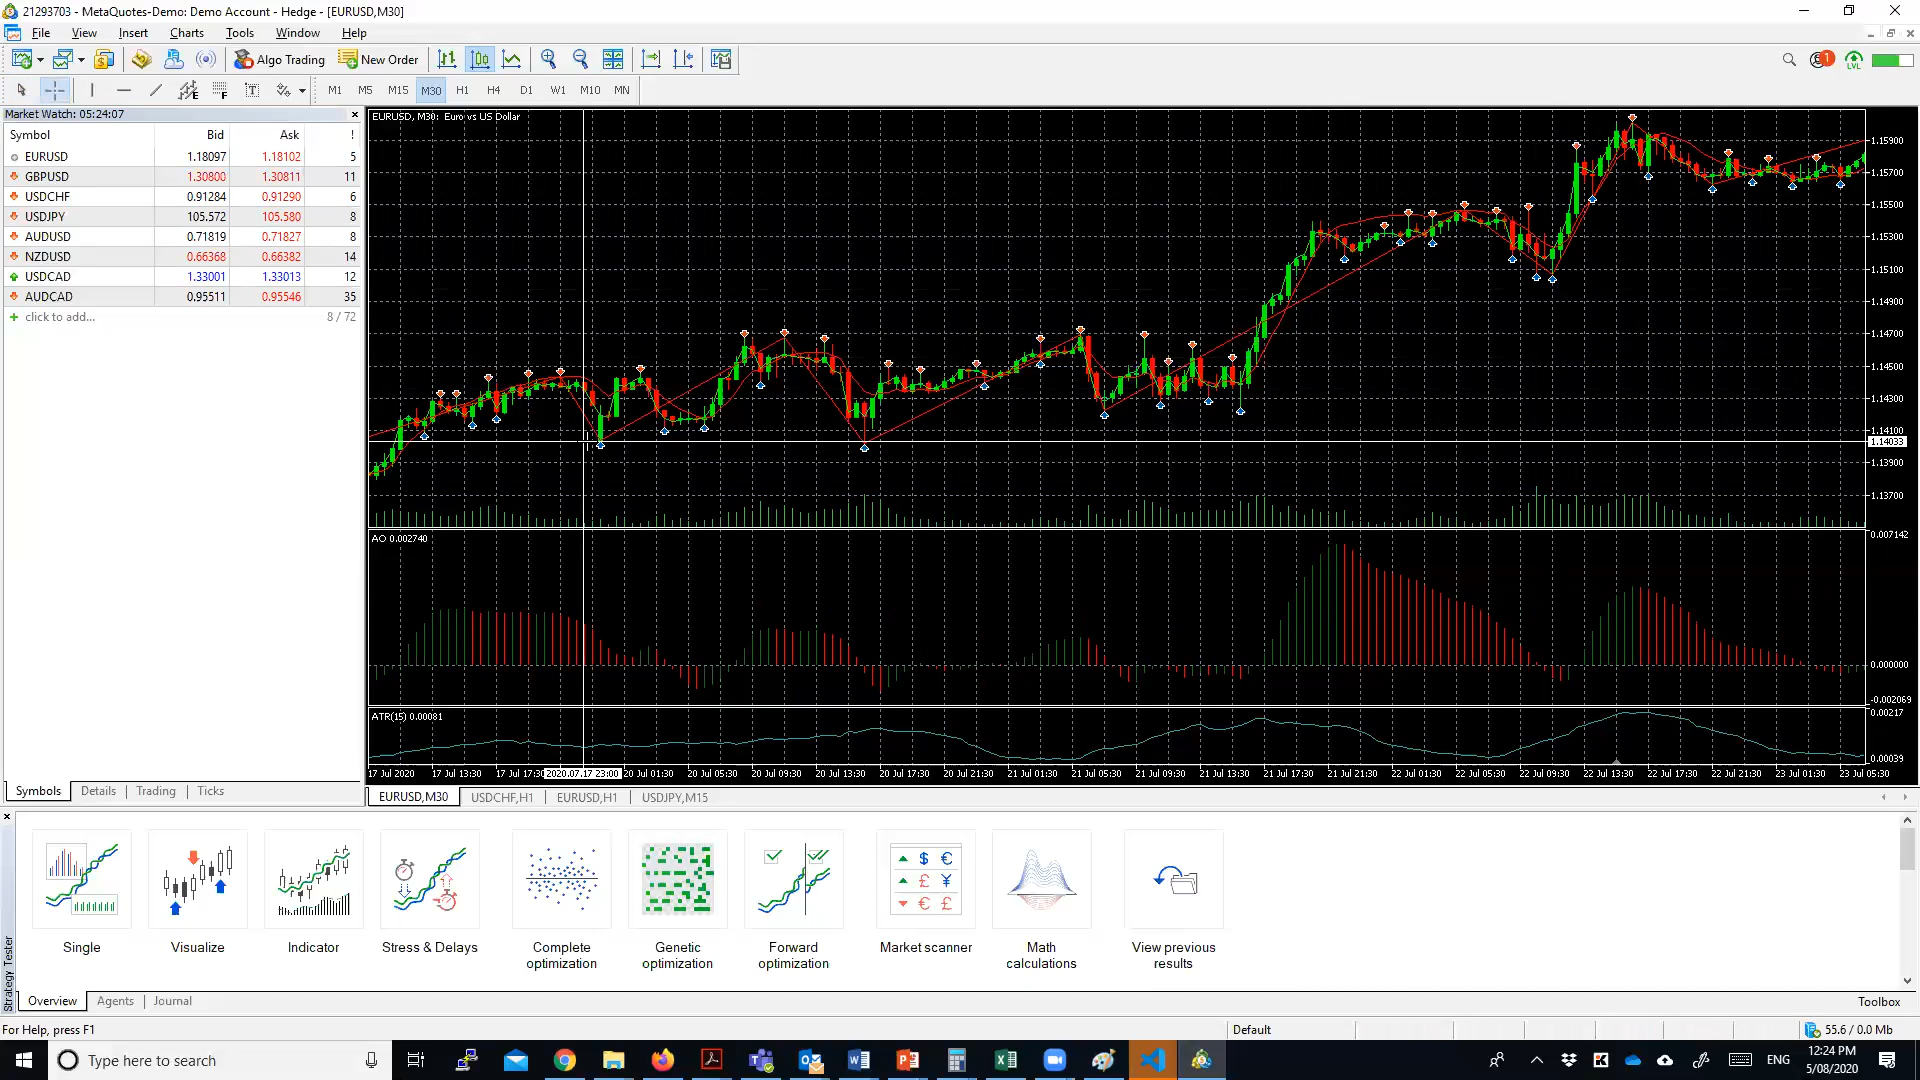 21293703 - MetaQuotes-Demo: Demo Account - Hedge - [EURUSD,M30]
File View Insert Charts Tools Window Help
Algo Trading New Order 1 LVL
E F T M1 M5 M15 M30 H1 H4 D1 W1 M10 MN
Market Watch: 05:24:07
Symbol Bid Ask !
EURUSD 1.18097 1.18102 5
GBPUSD 1.30800 1.30811 11
USDCHF 0.91284 0.91290 6
USDJPY 105.572 105.580 8
AUDUSD 0.71819 0.71827 8
NZDUSD 0.66368 0.66382 14
USDCAD 1.33001 1.33013 12
AUDCAD 0.95511 0.95546 35
click to add... 8 / 72
Symbols Details Trading Ticks
EURUSD, M30: Euro vs US Dollar
1.15900
1.15700
1.15500
1.15300
1.15100
1.14900
1.14700
1.14500
1.14300
1.14100
1.14033
1.13900
1.13700
AO 0.002740
0.007142
0.000000
-0.002069
ATR(15) 0.00081
0.00217
0.00039
17 Jul 2020 17 Jul 13:30 17 Jul 17:30 2020.07.17 23:00 20 Jul 01:30 20 Jul 05:30 20 Jul 09:30 20 Jul 13:30 20 Jul 17:30 20 Jul 21:30 21 Jul 01:30 21 Jul 05:30 21 Jul 09:30 21 Jul 13:30 21 Jul 17:30 21 Jul 21:30 22 Jul 01:30 22 Jul 05:30 22 Jul 09:30 22 Jul 13:30 22 Jul 17:30 22 Jul 21:30 23 Jul 01:30 23 Jul 05:30
EURUSD,M30 USDCHF,H1 EURUSD,H1 USDJPY,M15
Strategy Tester
$ €
£ ¥
€ £
Single Visualize Indicator Stress & Delays Complete optimization Genetic optimization Forward optimization Market scanner Math calculations View previous results
Overview Agents Journal Toolbox
For Help, press F1 Default 55.6 / 0.0 Mb
Type here to search ENG 12:24 PM
5/08/2020